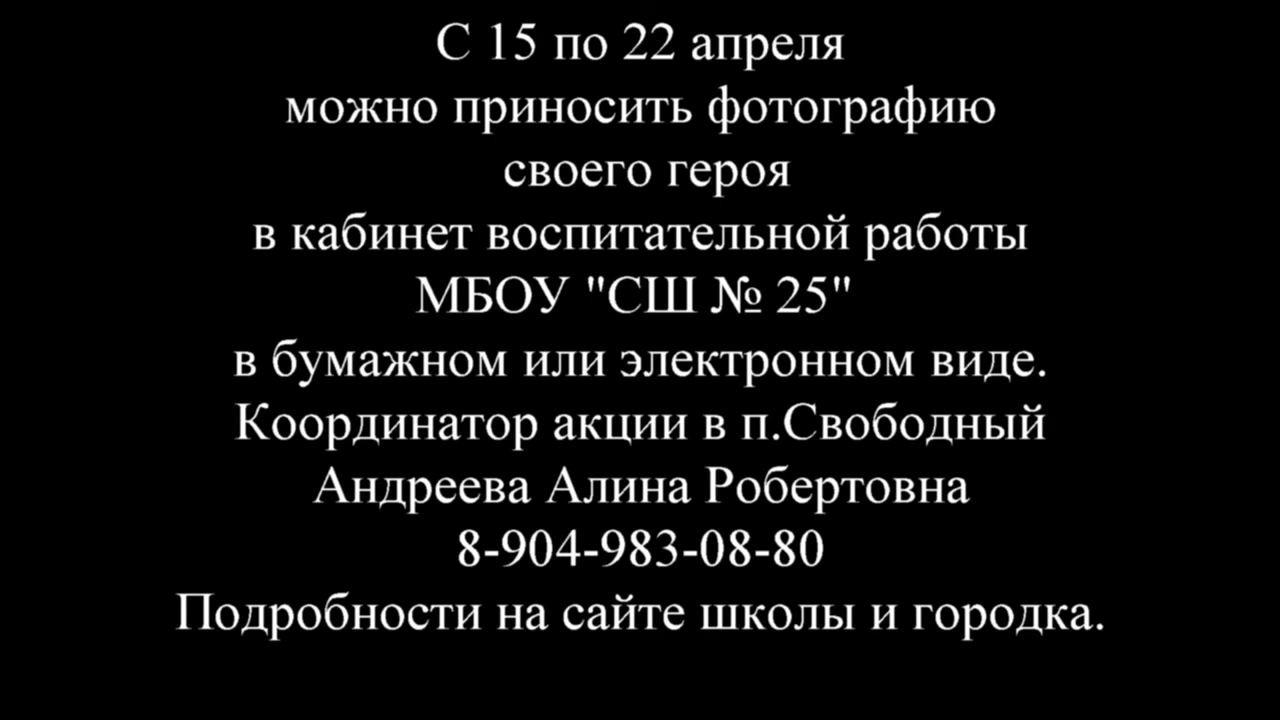 С 15 по 22 апреля
можно приносить фотографию
своего героя
в кабинет воспитательной работы
МБОУ "СШ № 25"
в бумажном или электронном виде.
Координатор акции в п.Свободный
Андреева Алина Робертовна
8-904-983-08-80
Подробности на сайте школы и городка.